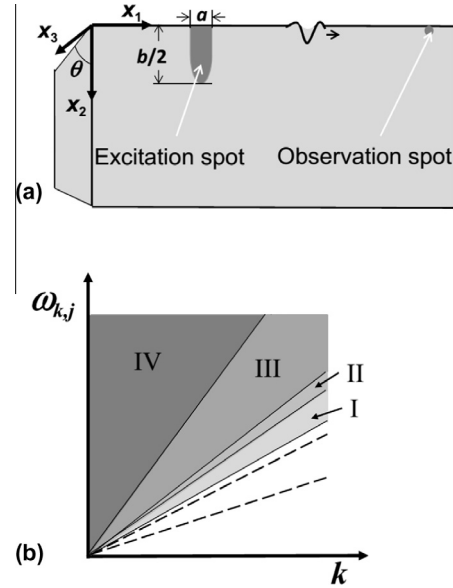 (a)
x₁
x₂
x₃
θ
a
b/2
Excitation spot
Observation spot
(b)
ωₖ,ⱼ
IV
III
II
I
k